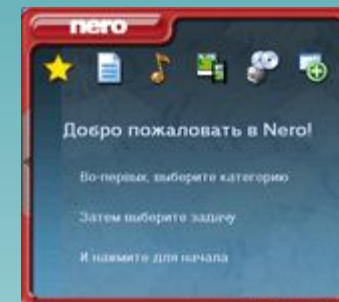 nero
Добро пожаловать в Nero!
Во-первых, выберите категорию
Затем выберите задачу
И нажмите для начала